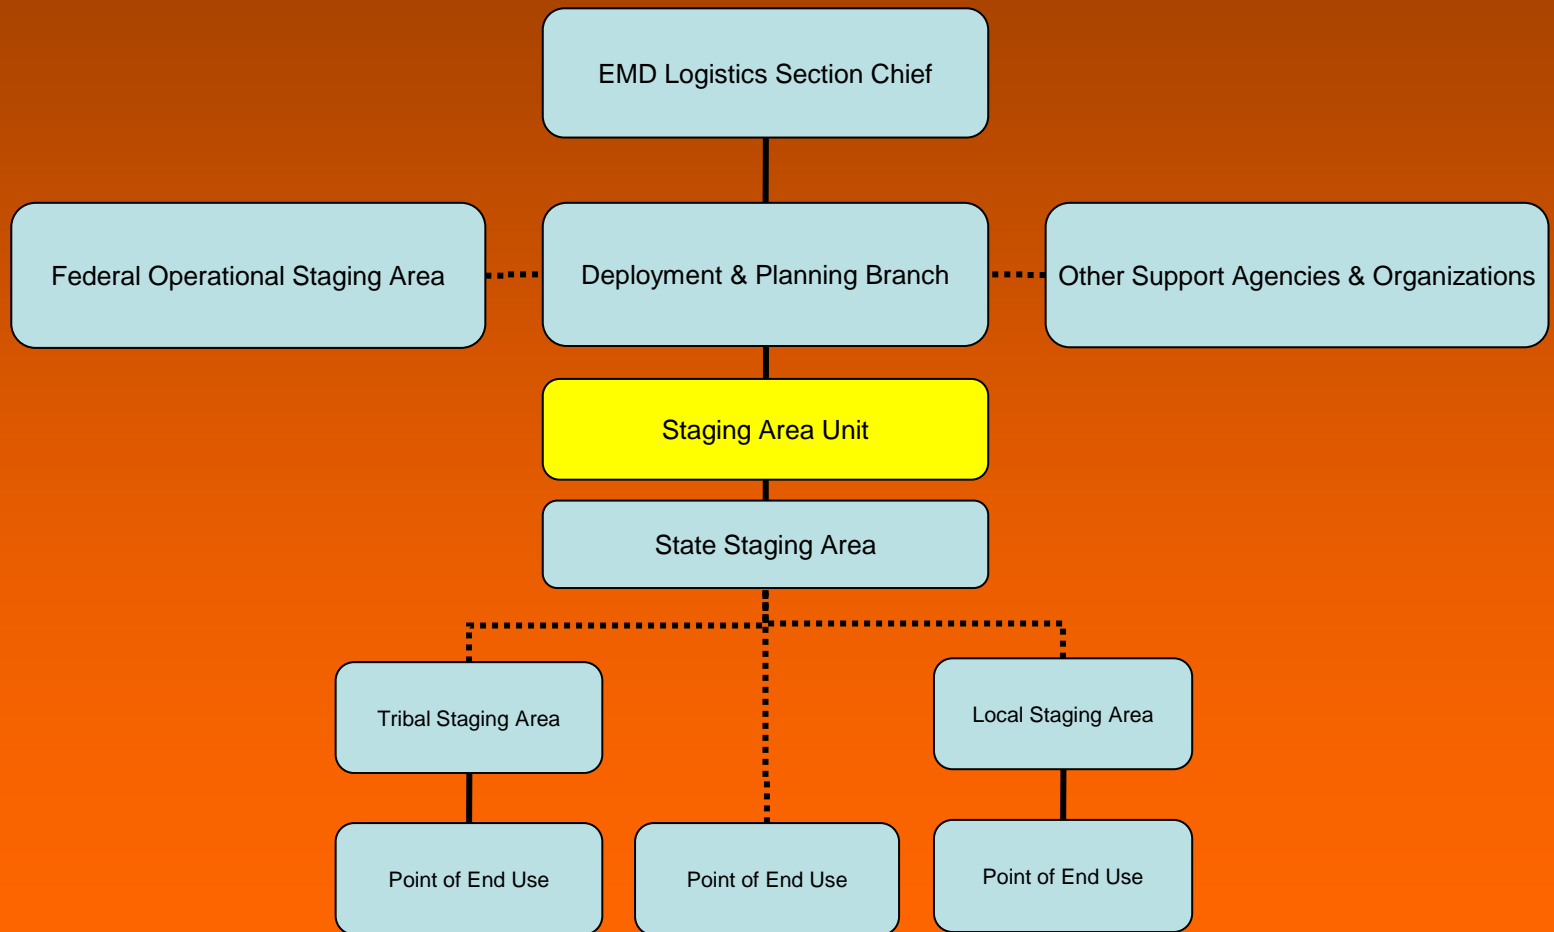 EMD Logistics Section Chief
Federal Operational Staging Area
Deployment & Planning Branch
Other Support Agencies & Organizations
Staging Area Unit
State Staging Area
Tribal Staging Area
Local Staging Area
Point of End Use
Point of End Use
Point of End Use